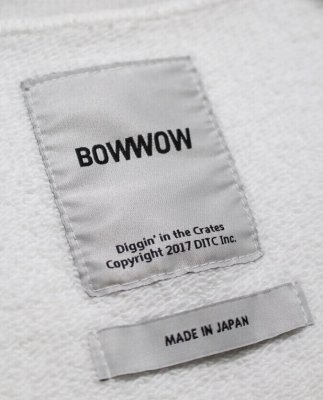 BOWWOW
Diggin' in the Crates
Copyright 2017 DITC Inc.
MADE IN JAPAN